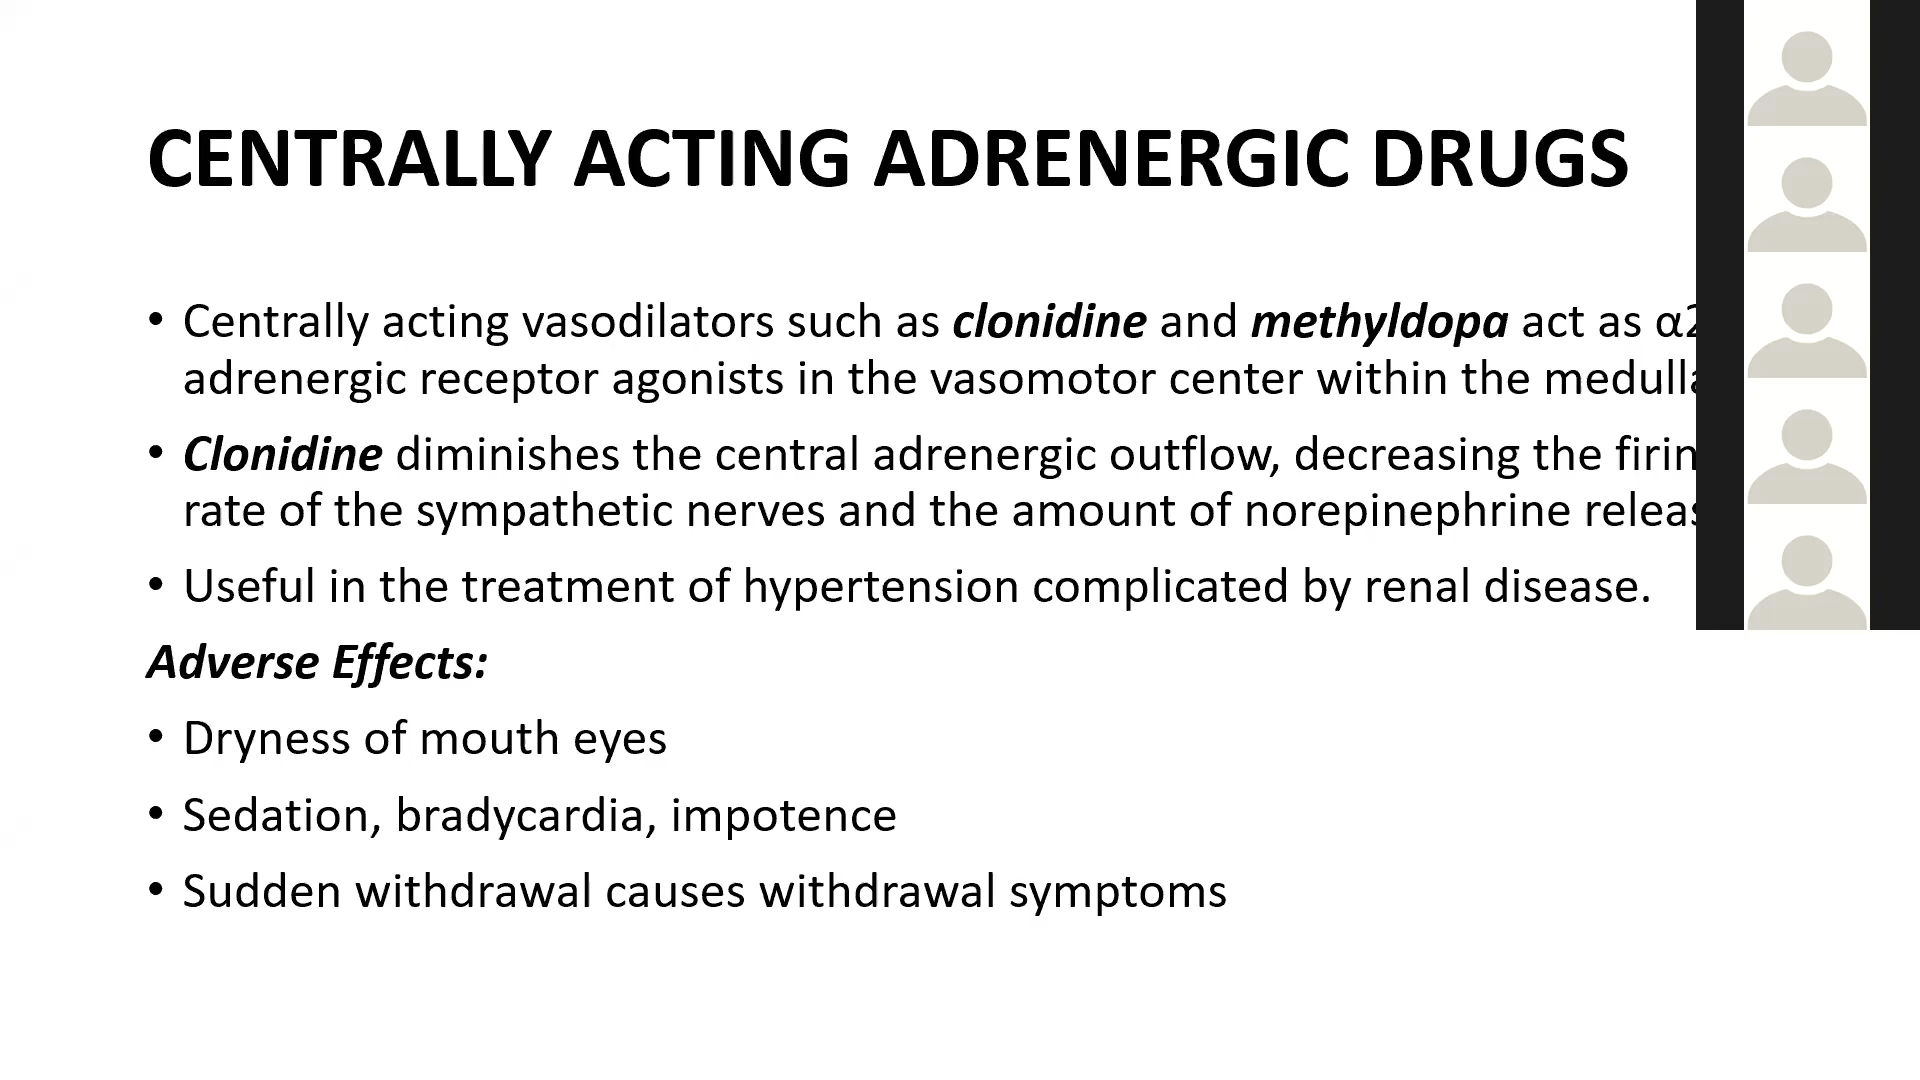 CENTRALLY ACTING ADRENERGIC DRUGS
• Centrally acting vasodilators such as clonidine and methyldopa act as α2
adrenergic receptor agonists in the vasomotor center within the medulla
• Clonidine diminishes the central adrenergic outflow, decreasing the
rate of the sympathetic nerves and the amount of norepinephrine
• Useful in the treatment of hypertension complicated by renal disease.
Adverse Effects:
• Dryness of mouth eyes
• Sedation, bradycardia, impotence
• Sudden withdrawal causes withdrawal symptoms